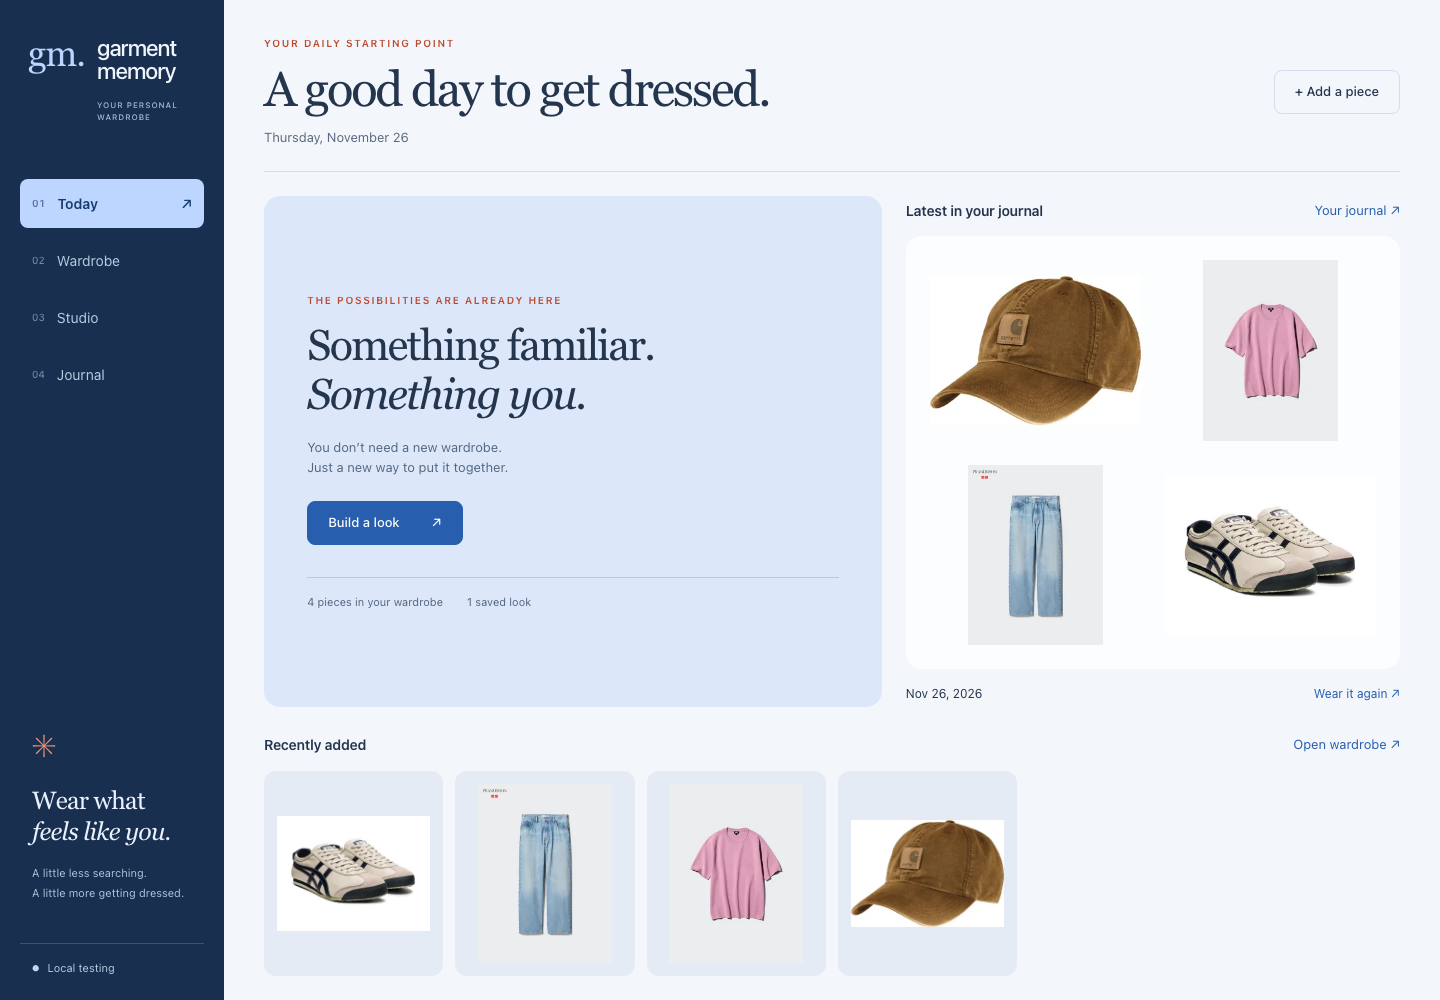 gm.
garment
memory
YOUR PERSONAL
WARDROBE
01 Today ↗
02 Wardrobe
03 Studio
04 Journal
Wear what
feels like you.
A little less searching.
A little more getting dressed.
Local testing
YOUR DAILY STARTING POINT
A good day to get dressed.
Thursday, November 26
+ Add a piece
THE POSSIBILITIES ARE ALREADY HERE
Something familiar.
Something you.
You don’t need a new wardrobe.
Just a new way to put it together.
Build a look ↗
4 pieces in your wardrobe 1 saved look
Latest in your journal
Your journal ↗
Nov 26, 2026
Wear it again ↗
Recently added
Open wardrobe ↗